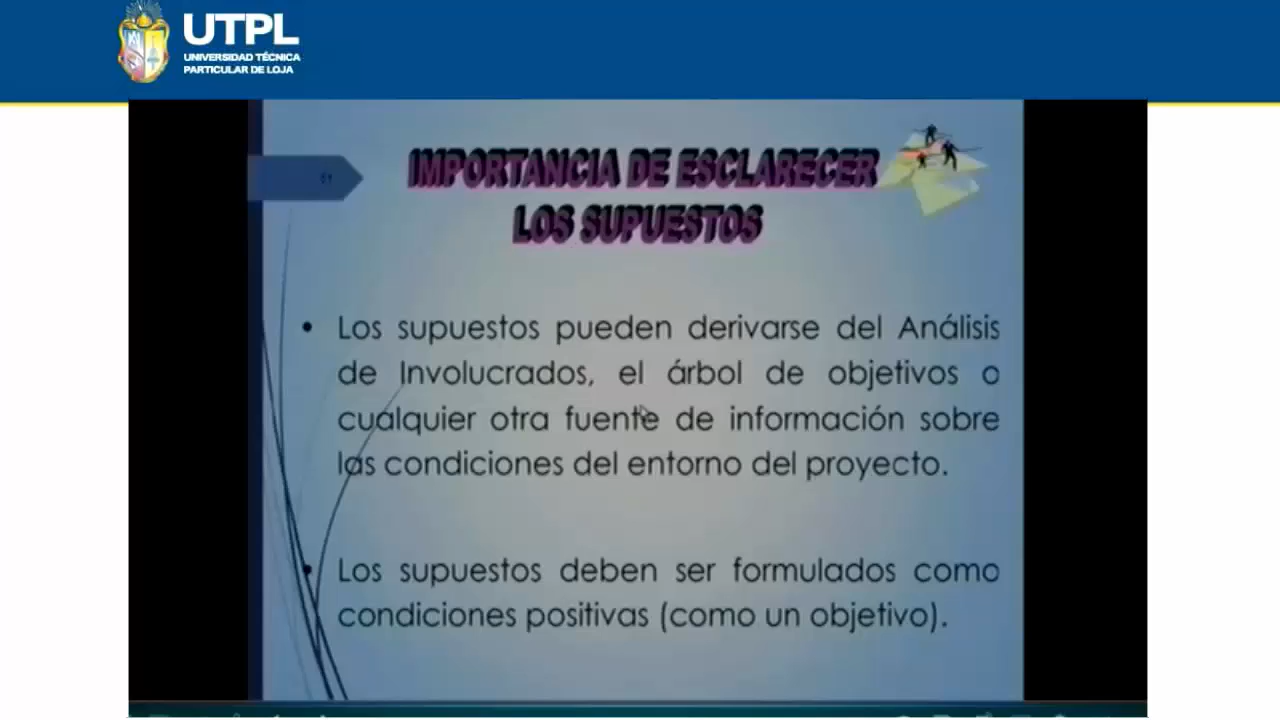 UTPL
UNIVERSIDAD TÉCNICA
PARTICULAR DE LOJA
IMPORTANCIA DE ESCLARECER
LOS SUPUESTOS
• Los supuestos pueden derivarse del Análisis
de Involucrados, el árbol de objetivos o
cualquier otra fuente de información sobre
las condiciones del entorno del proyecto.
• Los supuestos deben ser formulados como
condiciones positivas (como un objetivo).